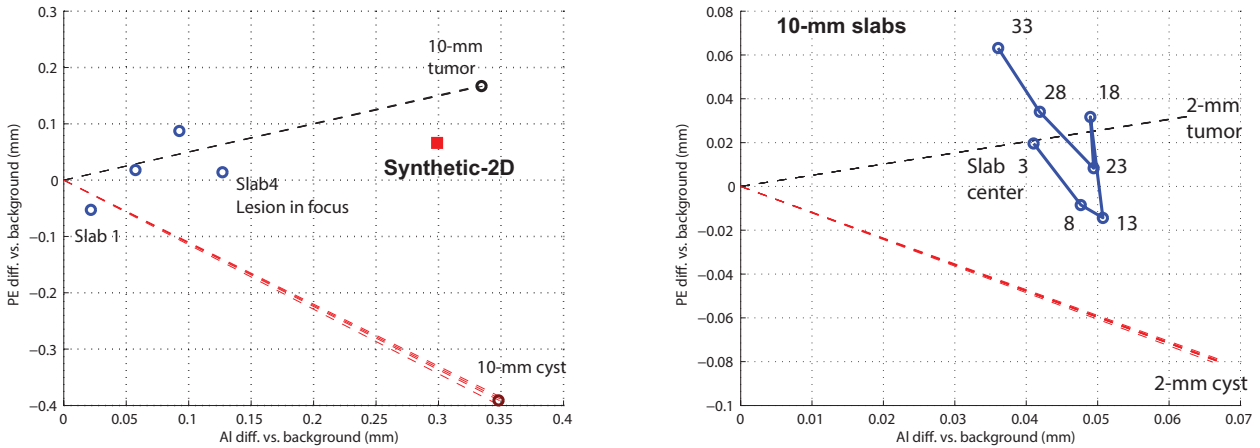 0.3
0.2
0.1
0
−0.1
−0.2
−0.3
−0.4
PE diff. vs. background (mm)
0
0.05
0.1
0.15
0.2
0.25
0.3
0.35
0.4
Al diff. vs. background (mm)
10-mm
tumor
Synthetic-2D
Slab4
Lesion in focus
Slab 1
10-mm cyst
0.08
0.06
0.04
0.02
0
−0.02
−0.04
−0.06
−0.08
−0.1
PE diff. vs. background (mm)
0
0.01
0.02
0.03
0.04
0.05
0.06
0.07
Al diff. vs. background (mm)
10-mm slabs
33
28
18
2-mm
tumor
Slab
center
3
23
8
13
2-mm cyst